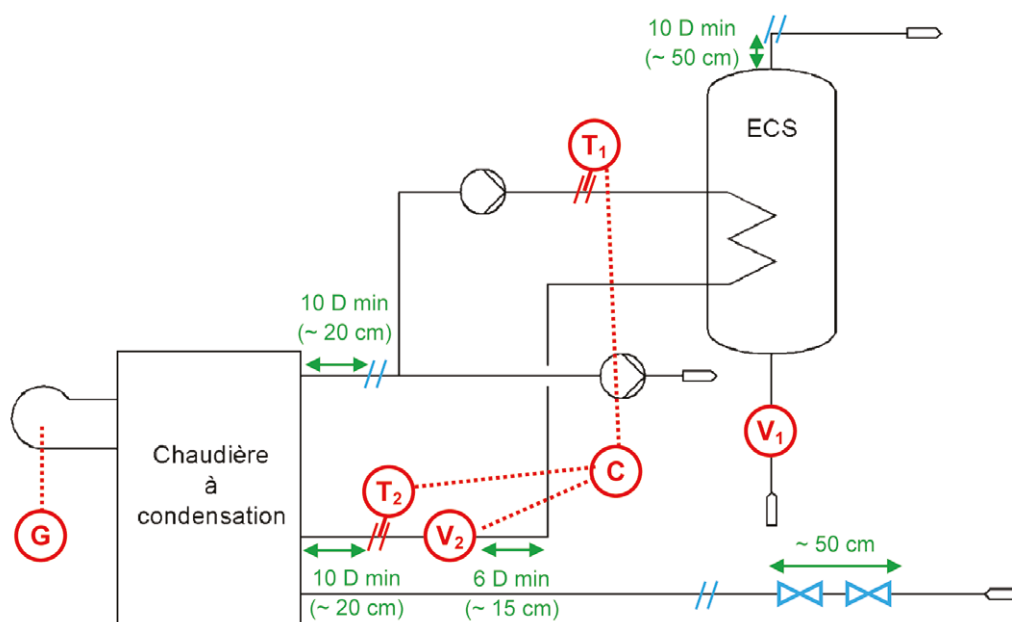 10 D min
(~ 50 cm)
ECS
T₁
10 D min
(~ 20 cm)
V₁
Chaudière
à
condensation
C
T₂
G
V₂
~ 50 cm
10 D min
(~ 20 cm)
6 D min
(~ 15 cm)